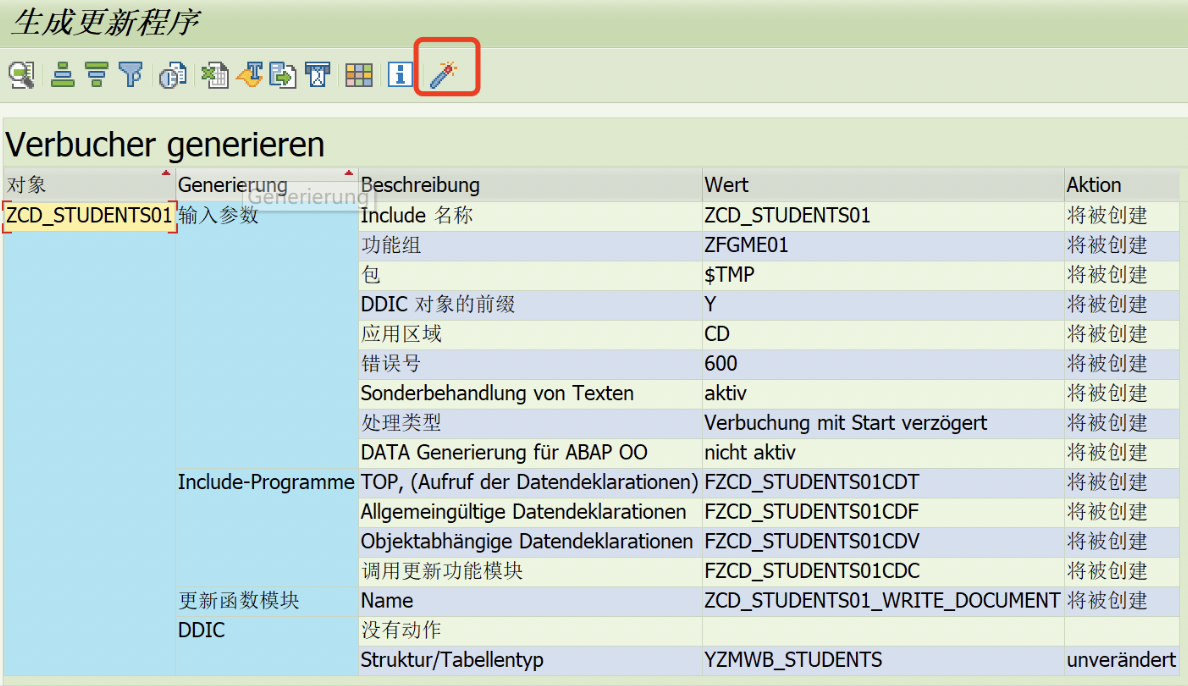 生成更新程序
Verbucher generieren
对象 Generierung Beschreibung Wert Aktion
Generierung
ZCD_STUDENTS01 输入参数 Include 名称 ZCD_STUDENTS01 将被创建
功能组 ZFGME01 将被创建
包 $TMP 将被创建
DDIC 对象的前缀 Y 将被创建
应用区域 CD 将被创建
错误号 600 将被创建
Sonderbehandlung von Texten aktiv 将被创建
处理类型 Verbuchung mit Start verzögert 将被创建
DATA Generierung für ABAP OO nicht aktiv 将被创建
Include-Programme TOP, (Aufruf der Datendeklarationen) FZCD_STUDENTS01CDT 将被创建
Allgemeingültige Datendeklarationen FZCD_STUDENTS01CDF 将被创建
Objektabhängige Datendeklarationen FZCD_STUDENTS01CDV 将被创建
调用更新功能模块 FZCD_STUDENTS01CDC 将被创建
更新函数模块 Name ZCD_STUDENTS01_WRITE_DOCUMENT 将被创建
DDIC 没有动作
Struktur/Tabellentyp YZMWB_STUDENTS unverändert